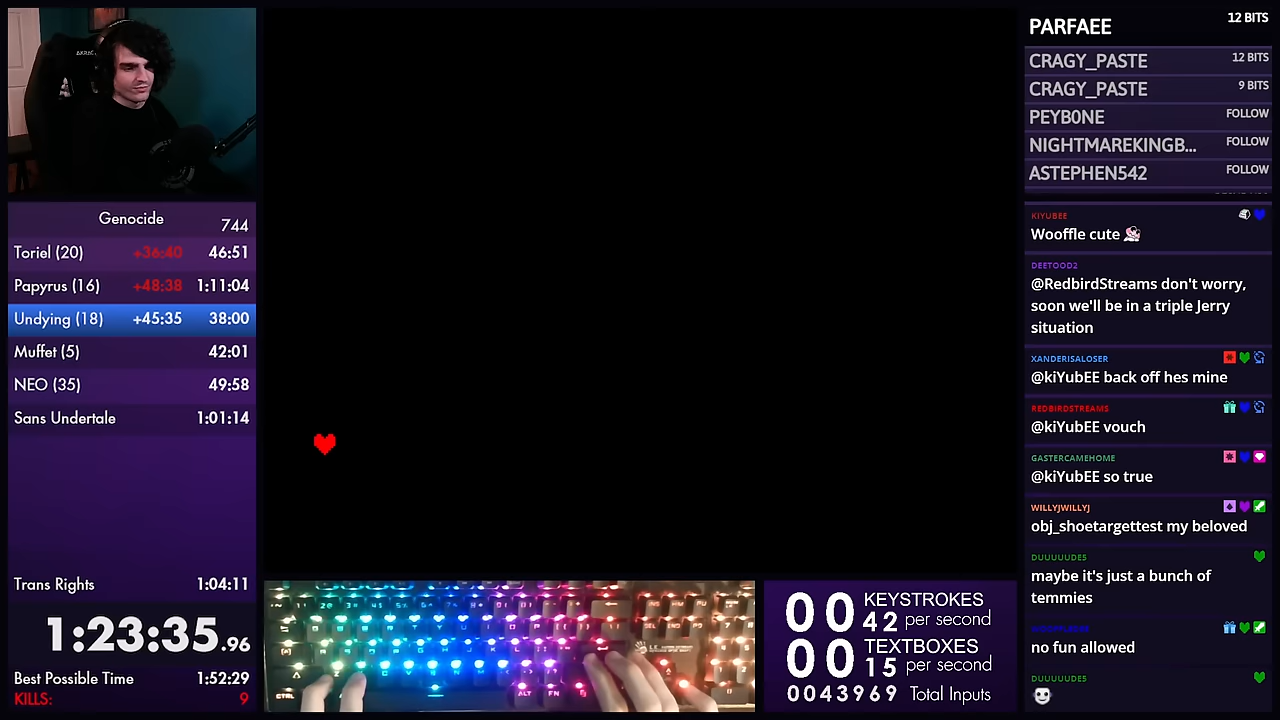 Genocide
744
Toriel (20) +36:40 46:51
Papyrus (16) +48:38 1:11:04
Undying (18) +45:35 38:00
Muffet (5) 42:01
NEO (35) 49:58
Sans Undertale 1:01:14
Trans Rights 1:04:11
1:23:35.96
Best Possible Time 1:52:29
KILLS: 9
00.42 KEYSTROKES per second
00.15 TEXTBOXES per second
0043969 Total Inputs
PARFAEE 12 BITS
CRAGY_PASTE 12 BITS
CRAGY_PASTE 9 BITS
PEYB0NE FOLLOW
NIGHTMAREKINGB... FOLLOW
ASTEPHEN542 FOLLOW
KIYUBEE
Wooffle cute
DEETOOD2
@RedbirdStreams don't worry,
soon we'll be in a triple Jerry
situation
XANDERISALOSER
@kiYubEE back off hes mine
REDBIRDSTREAMS
@kiYubEE vouch
GASTERCAMEHOME
@kiYubEE so true
WILLYJWILLYJ
obj_shoetargettest my beloved
DUUUUUDE5
maybe it's just a bunch of
temmies
no fun allowed
DUUUUUDE5